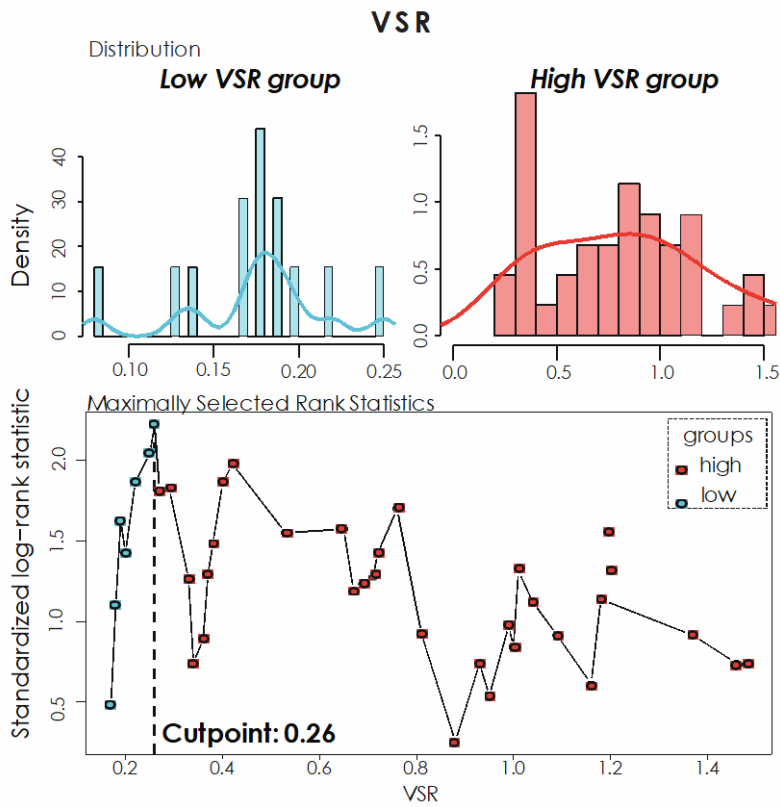 VSR
Distribution
Low VSR group
High VSR group
Density
0 10 20 30 40
0.10 0.15 0.20 0.25
0.0 0.5 1.0 1.5
0.0 0.5 1.0 1.5
Maximally Selected Rank Statistics
Standardized log-rank statistic
0.5 1.0 1.5 2.0
groups
high
low
Cutpoint: 0.26
0.2 0.4 0.6 0.8 1.0 1.2 1.4
VSR